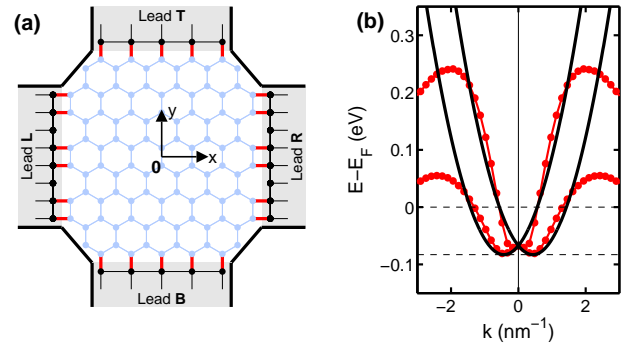 (a)
Lead T
Lead L
y
0
x
Lead R
Lead B
(b)
E−E_F (eV)
0.3
0.2
0.1
0
−0.1
−2 0 2
k (nm⁻¹)